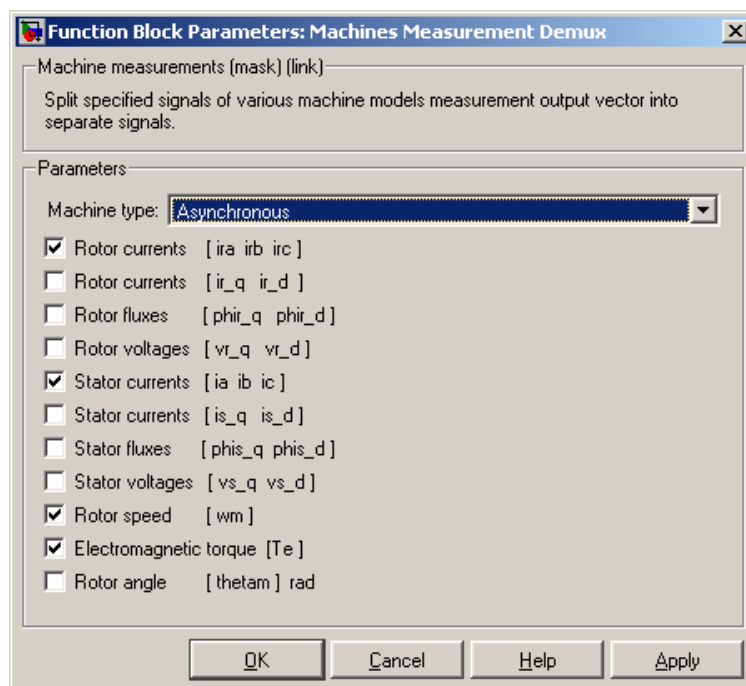 Function Block Parameters: Machines Measurement Demux
Machine measurements (mask) (link)
Split specified signals of various machine models measurement output vector into
separate signals.
Parameters
Machine type: Asynchronous
Rotor currents [ ira irb irc ]
Rotor currents [ ir_q ir_d ]
Rotor fluxes [ phir_q phir_d ]
Rotor voltages [ vr_q vr_d ]
Stator currents [ ia ib ic ]
Stator currents [ is_q is_d ]
Stator fluxes [ phis_q phis_d ]
Stator voltages [ vs_q vs_d ]
Rotor speed [ wm ]
Electromagnetic torque [Te ]
Rotor angle [ thetam ] rad
OK Cancel Help Apply